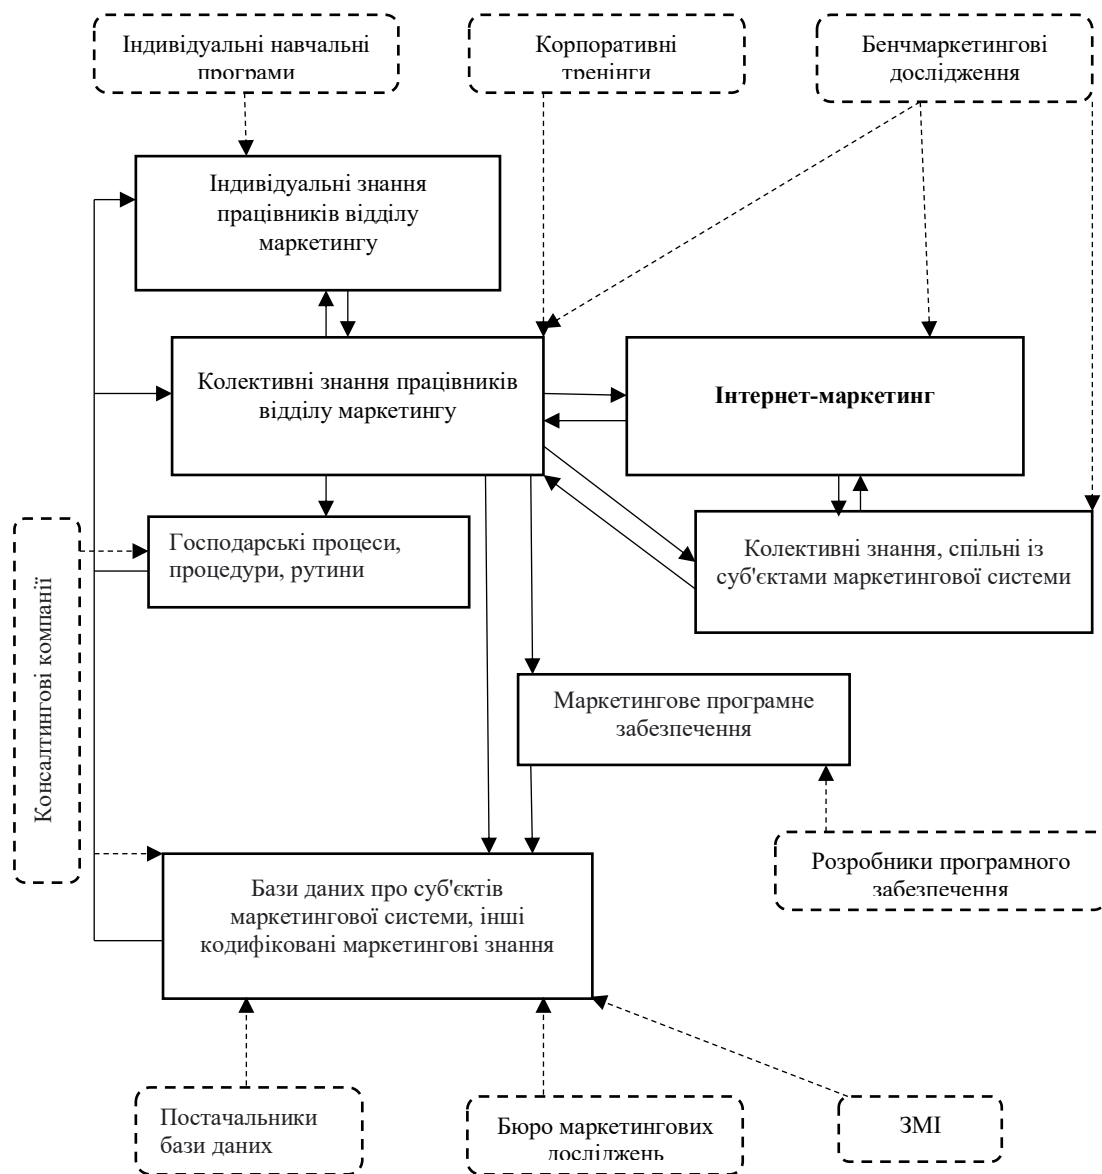 Індивідуальні навчальні
програми
Корпоративні
тренінги
Бенчмаркетингові
дослідження
Індивідуальні знання
працівників відділу
маркетингу
Колективні знання працівників
відділу маркетингу
Інтернет-маркетинг
Господарські процеси,
процедури, рутини
Колективні знання, спільні із
суб'єктами маркетингової системи
Консалтингові компанії
Маркетингове програмне
забезпечення
Розробники програмного
забезпечення
Бази даних про суб'єктів
маркетингової системи, інші
кодифіковані маркетингові знання
Постачальники
бази даних
Бюро маркетингових
досліджень
ЗМІ